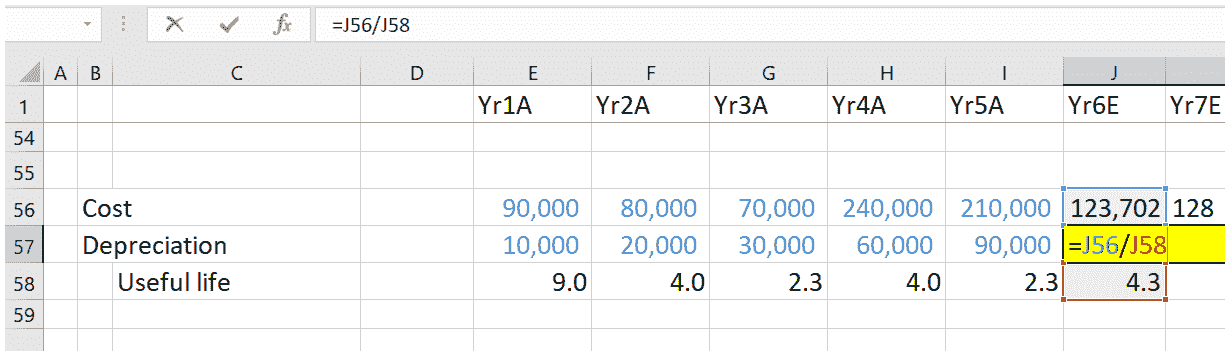 fx =J56/J58
A B C D E F G H I J
1 Yr1A Yr2A Yr3A Yr4A Yr5A Yr6E Yr7E
54
55
56 Cost 90,000 80,000 70,000 240,000 210,000 123,702 128
57 Depreciation 10,000 20,000 30,000 60,000 90,000 =J56/J58
58 Useful life 9.0 4.0 2.3 4.0 2.3 4.3
59